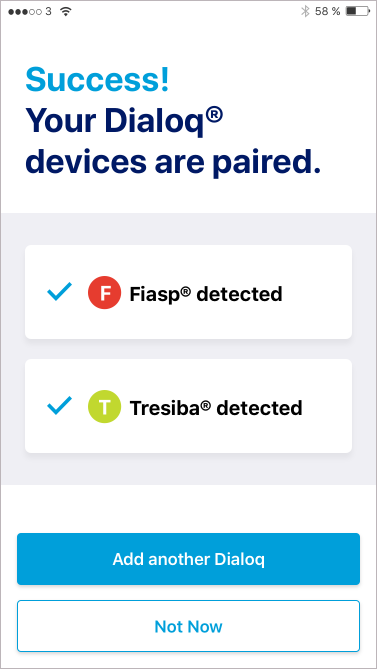 3 58 %
Success!
Your Dialoq®
devices are paired.
F Fiasp® detected
T Tresiba® detected
Add another Dialoq
Not Now